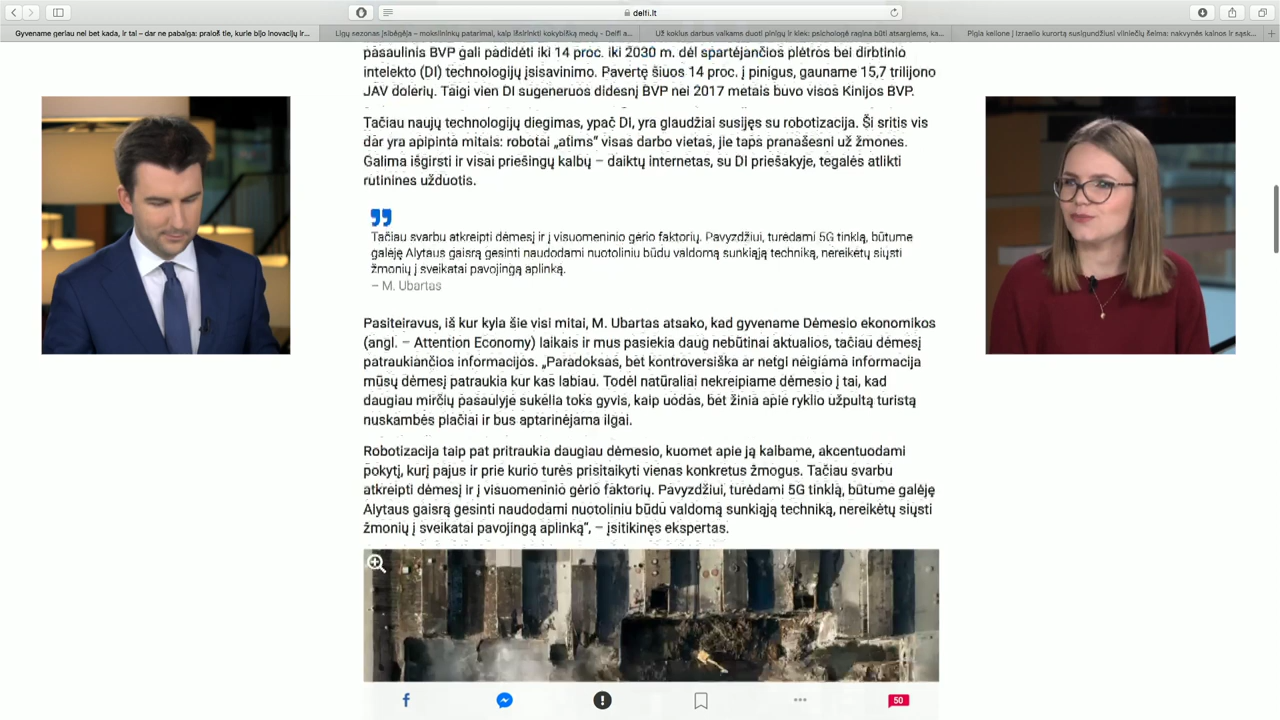 delfi.lt
Gyvename geriau nei bet kada, ir tai – dar ne pabaiga: praloš tie, kurie bijo inovacijų ir...
Ligų sezonas įsibėgėja – mokslininkų patarimai, kaip išsirinkti kokybišką medų - Delfi a...
Už kokius darbus vaikams duoti pinigų ir kiek: psichologė ragina būti atsargiems, ka...
Pigia kelione į Izraelio kurortą susigundžiusi vilniečių šeima: nakvynės kainos ir sąsk...
pasaulinis BVP gali padidėti iki 14 proc. iki 2030 m. dėl spartėjančios plėtros bei dirbtinio
intelekto (DI) technologijų įsisavinimo. Pavertę šiuos 14 proc. į pinigus, gauname 15,7 trilijono
JAV dolerių. Taigi vien DI sugeneruos didesnį BVP nei 2017 metais buvo visos Kinijos BVP.
Tačiau naujų technologijų diegimas, ypač DI, yra glaudžiai susijęs su robotizacija. Ši sritis vis
dar yra apipinta mitais: robotai „atims“ visas darbo vietas, jie taps pranašesni už žmones.
Galima išgirsti ir visai priešingų kalbų – daiktų internetas, su DI priešakyje, tegalės atlikti
rutinines užduotis.
Tačiau svarbu atkreipti dėmesį ir į visuomeninio gėrio faktorių. Pavyzdžiui, turėdami 5G tinklą, būtume
galėję Alytaus gaisrą gesinti naudodami nuotoliniu būdu valdomą sunkiąją techniką, nereikėtų siųsti
žmonių į sveikatai pavojingą aplinką.
– M. Ubartas
Pasiteiravus, iš kur kyla šie visi mitai, M. Ubartas atsako, kad gyvename Dėmesio ekonomikos
(angl. – Attention Economy) laikais ir mus pasiekia daug nebūtinai aktualios, tačiau dėmesį
patraukiančios informacijos. „Paradoksas, bet kontroversiška ar netgi neigiama informacija
mūsų dėmesį patraukia kur kas labiau. Todėl natūraliai nekreipiame dėmesio į tai, kad
daugiau mirčių pasaulyje sukelia toks gyvis, kaip uodas, bet žinia apie ryklio užpultą turistą
nuskambės plačiai ir bus aptarinėjama ilgai.
Robotizacija taip pat pritraukia daugiau dėmesio, kuomet apie ją kalbame, akcentuodami
pokytį, kurį pajus ir prie kurio turės prisitaikyti vienas konkretus žmogus. Tačiau svarbu
atkreipti dėmesį ir į visuomeninio gėrio faktorių. Pavyzdžiui, turėdami 5G tinklą, būtume galėję
Alytaus gaisrą gesinti naudodami nuotoliniu būdu valdomą sunkiąją techniką, nereikėtų siųsti
žmonių į sveikatai pavojingą aplinką“, – įsitikinęs ekspertas.
50